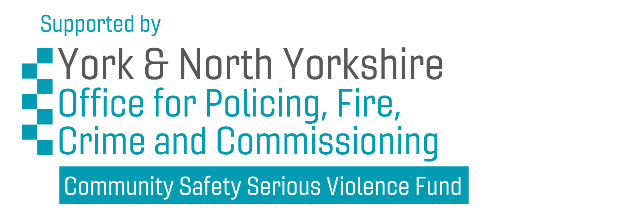 Supported by
York & North Yorkshire
Office for Policing, Fire,
Crime and Commissioning
Community Safety Serious Violence Fund